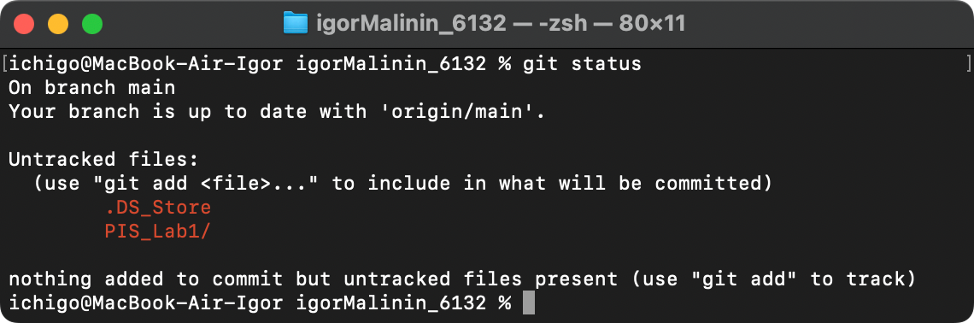 igorMalinin_6132 — -zsh — 80×11
[ichigo@MacBook-Air-Igor igorMalinin_6132 % git status ]
On branch main
Your branch is up to date with 'origin/main'.
Untracked files:
(use "git add <file>..." to include in what will be committed)
.DS_Store
PIS_Lab1/
nothing added to commit but untracked files present (use "git add" to track)
ichigo@MacBook-Air-Igor igorMalinin_6132 %